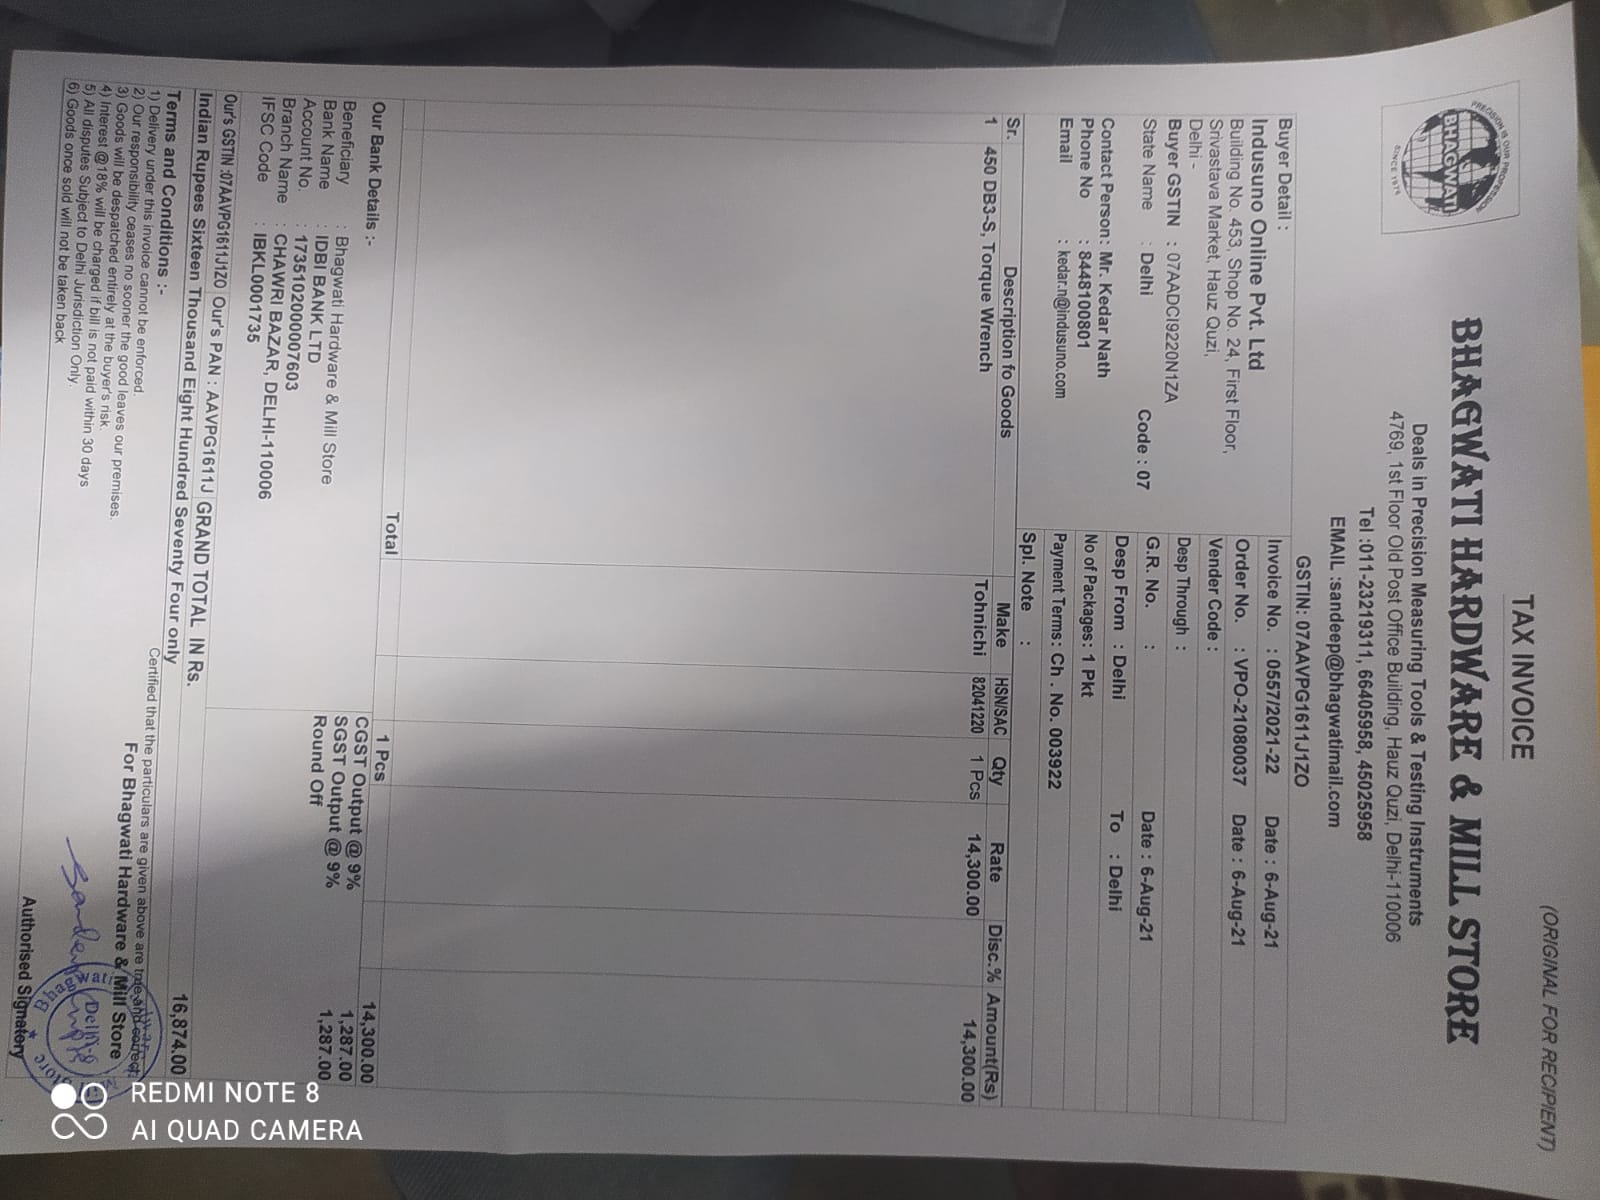 (ORIGINAL FOR RECIPIENT)
TAX INVOICE
PRECISION IS OUR PROFESSION
BHAGWATI
SINCE 1975
BHAGWATI HARDWARE & MILL STORE
Deals in Precision Measuring Tools & Testing Instruments
4769, 1st Floor Old Post Office Building, Hauz Quzi, Delhi-110006
Tel :011-23219311, 66405958, 45025958
EMAIL :sandeep@bhagwatimail.com
GSTIN: 07AAVPG1611J1ZO
Buyer Detail :
Indusuno Online Pvt. Ltd
Building No. 453, Shop No. 24, First Floor,
Srivastava Market, Hauz Quzi,
Delhi -
Buyer GSTIN : 07AADCI9220N1ZA
State Name : Delhi Code : 07
Contact Person : Mr. Kedar Nath
Phone No : 8448100801
Email : kedar.n@indusuno.com
Invoice No. : 0557/2021-22 Date : 6-Aug-21
Order No. : VPO-21080037 Date : 6-Aug-21
Vender Code :
Desp Through :
G.R. No. : Date : 6-Aug-21
Desp From : Delhi To : Delhi
No of Packages : 1 Pkt
Payment Terms : Ch . No. 003922
Spl. Note :
Sr. Description fo Goods Make HSN/SAC Qty Rate Disc.% Amount(Rs)
1 450 DB3-S, Torque Wrench Tohnichi 82041220 1 Pcs 14,300.00 14,300.00
Total 1 Pcs 14,300.00
CGST Output @ 9% 1,287.00
SGST Output @ 9% 1,287.00
Round Off
Our Bank Details :-
Beneficiary : Bhagwati Hardware & Mill Store
Bank Name : IDBI BANK LTD
Account No. : 1735102000007603
Branch Name : CHAWRI BAZAR, DELHI-110006
IFSC Code : IBKL0001735
Our's GSTIN :07AAVPG1611J1ZO Our's PAN : AAVPG1611J GRAND TOTAL IN Rs. 16,874.00
Indian Rupees Sixteen Thousand Eight Hundred Seventy Four only
Terms and Conditions :-
1) Delivery under this invoice cannot be enforced.
2) Our responsibility ceases no sooner the good leaves our premises.
3) Goods will be despatched entirely at the buyer's risk.
4) Interest @18% will be charged if bill is not paid within 30 days
5) All disputes Subject to Delhi Jurisdiction Only.
6) Goods once sold will not be taken back
Certified that the particulars are given above are true and correct.
For Bhagwati Hardware & Mill Store
Delhi-6
Authorised Signatory
REDMI NOTE 8
AI QUAD CAMERA